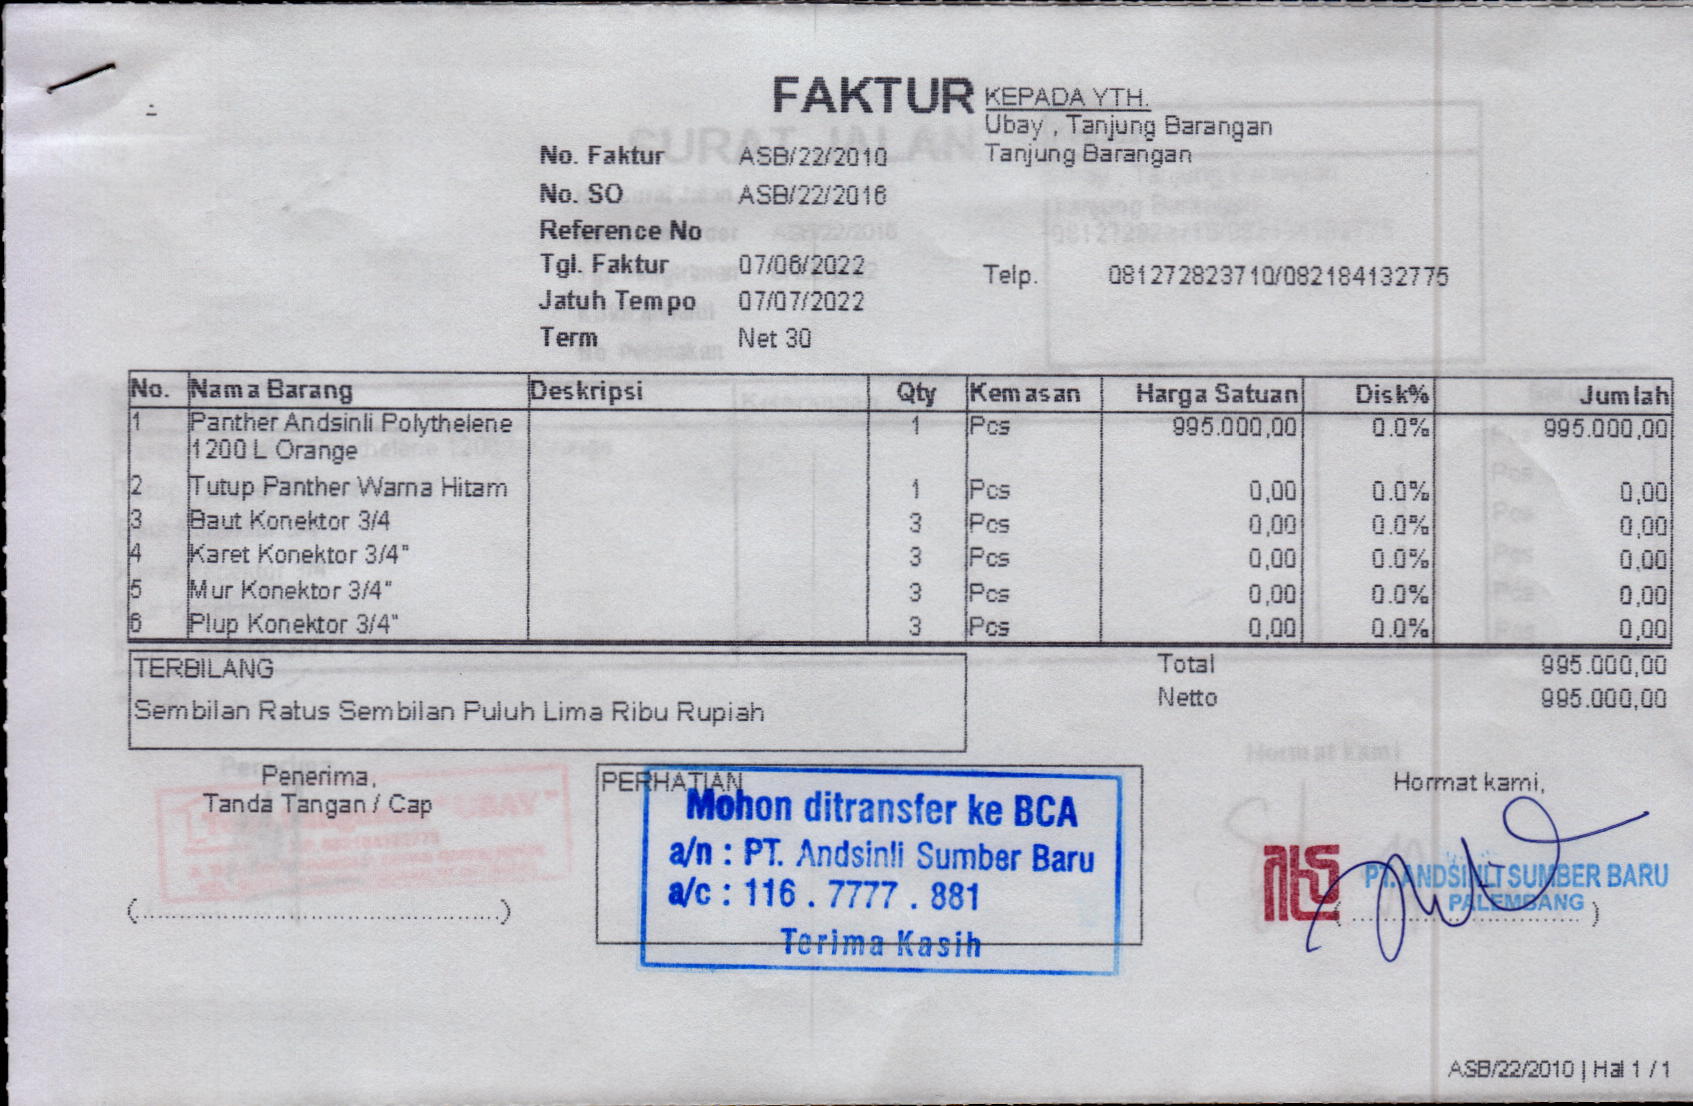 FAKTUR
KEPADA YTH.
Ubay , Tanjung Barangan
Tanjung Barangan
No. Faktur ASB/22/2010
No. SO ASB/22/2016
Reference No
Tgl. Faktur 07/06/2022
Jatuh Tempo 07/07/2022
Term Net 30
Telp. 081272823710/082184132775
No. Nama Barang Deskripsi Qty Kemasan Harga Satuan Disk% Jumlah
1 Panther Andsinli Polythelene 1 Pcs 995.000,00 0.0% 995.000,00
1200 L Orange
2 Tutup Panther Warna Hitam 1 Pcs 0,00 0.0% 0,00
3 Baut Konektor 3/4 3 Pcs 0,00 0.0% 0,00
4 Karet Konektor 3/4" 3 Pcs 0,00 0.0% 0,00
5 Mur Konektor 3/4" 3 Pcs 0,00 0.0% 0,00
6 Plup Konektor 3/4" 3 Pcs 0,00 0.0% 0,00
TERBILANG
Sembilan Ratus Sembilan Puluh Lima Ribu Rupiah
Total 995.000,00
Netto 995.000,00
Penerima,
Tanda Tangan / Cap
(..........................................)
PERHATIAN
Mohon ditransfer ke BCA
a/n : PT. Andsinli Sumber Baru
a/c : 116 . 7777 . 881
Terima Kasih
Hormat kami,
PT. ANDSINLI SUMBER BARU
PALEMBANG
(..............................)
ASB/22/2010 | Hal 1 / 1